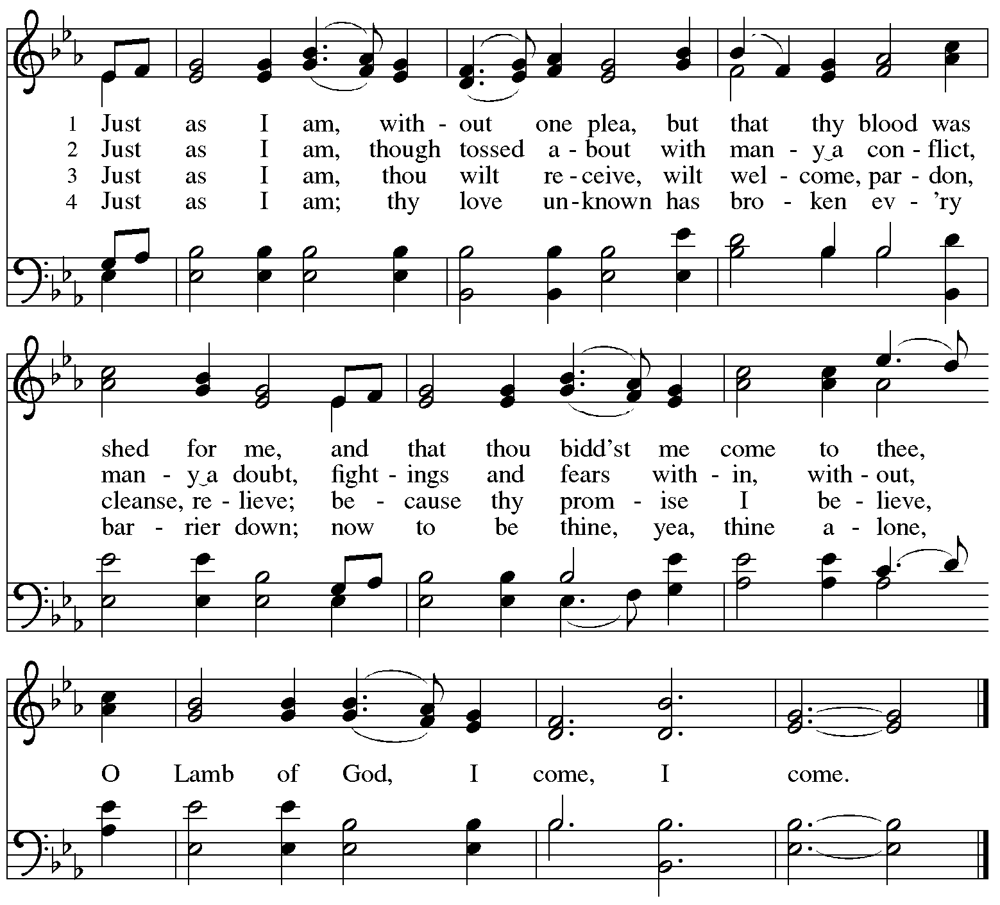 1 Just as I am, with - out one plea, but that thy blood was
2 Just as I am, though tossed a - bout with man - y‿a con - flict,
3 Just as I am, thou wilt re - ceive, wilt wel - come, par - don,
4 Just as I am; thy love un - known has bro - ken ev - ’ry
shed for me, and that thou bidd’st me come to thee,
man - y‿a doubt, fight - ings and fears with - in, with - out,
cleanse, re - lieve; be - cause thy prom - ise I be - lieve,
bar - rier down; now to be thine, yea, thine a - lone,
O Lamb of God, I come, I come.